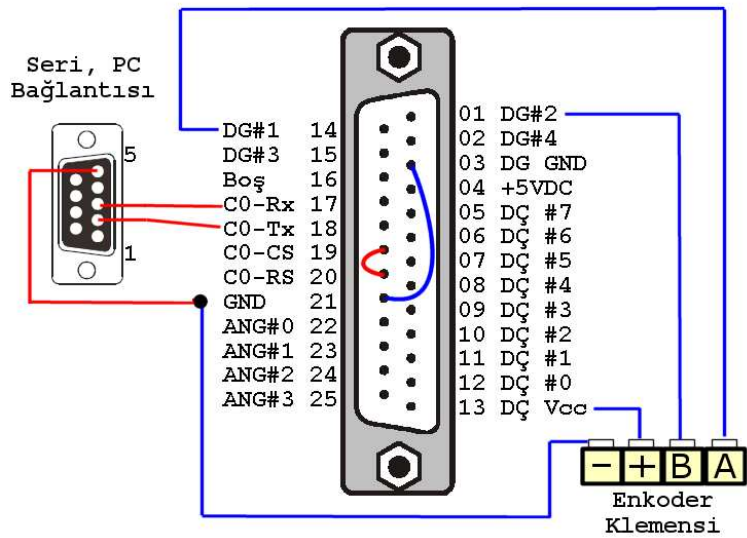 Seri, PC
Bağlantısı
5
1
DG#1 14
DG#3 15
Boş 16
C0-Rx 17
C0-Tx 18
C0-CS 19
C0-RS 20
GND 21
ANG#0 22
ANG#1 23
ANG#2 24
ANG#3 25
01 DG#2
02 DG#4
03 DG GND
04 +5VDC
05 DÇ #7
06 DÇ #6
07 DÇ #5
08 DÇ #4
09 DÇ #3
10 DÇ #2
11 DÇ #1
12 DÇ #0
13 DÇ Vcc
- + B A
Enkoder
Klemensi